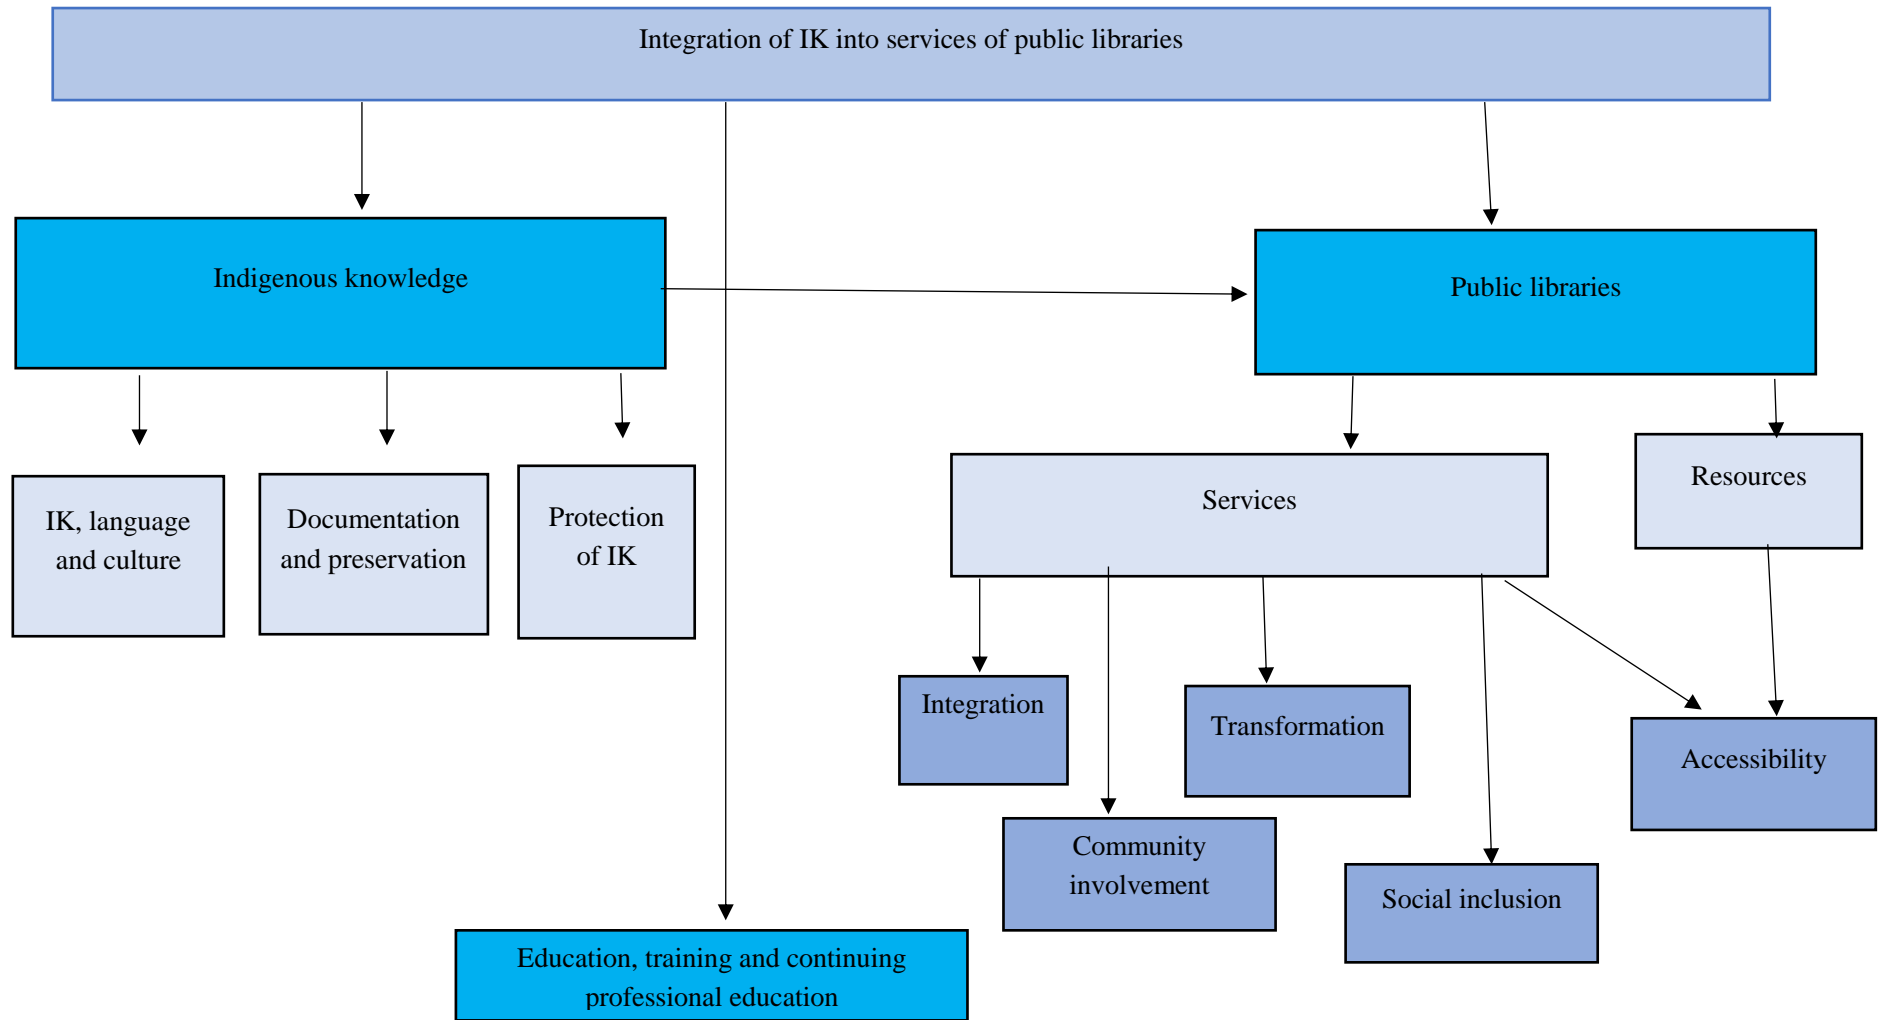 Integration of IK into services of public libraries
Indigenous knowledge
Public libraries
IK, language
and culture
Documentation
and preservation
Protection
of IK
Services
Resources
Integration
Transformation
Accessibility
Community
involvement
Social inclusion
Education, training and continuing
professional education